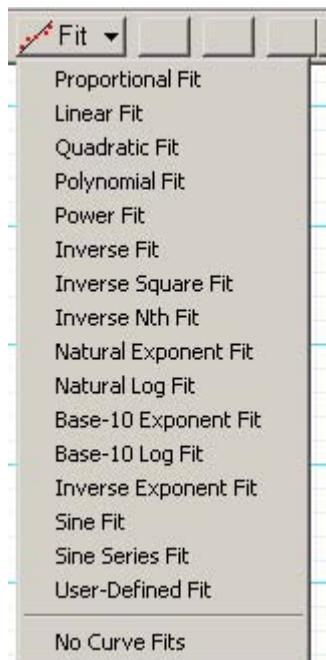 Fit
Proportional Fit
Linear Fit
Quadratic Fit
Polynomial Fit
Power Fit
Inverse Fit
Inverse Square Fit
Inverse Nth Fit
Natural Exponent Fit
Natural Log Fit
Base-10 Exponent Fit
Base-10 Log Fit
Inverse Exponent Fit
Sine Fit
Sine Series Fit
User-Defined Fit
No Curve Fits